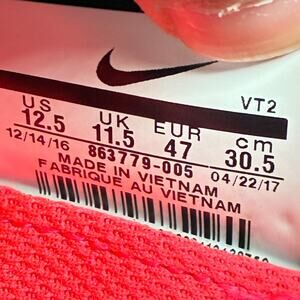 VT2
US UK EUR cm
12.5 11.5 47 30.5
12/14/16 863779-005 04/22/17
MADE IN VIETNAM
FABRIQUE AU VIETNAM